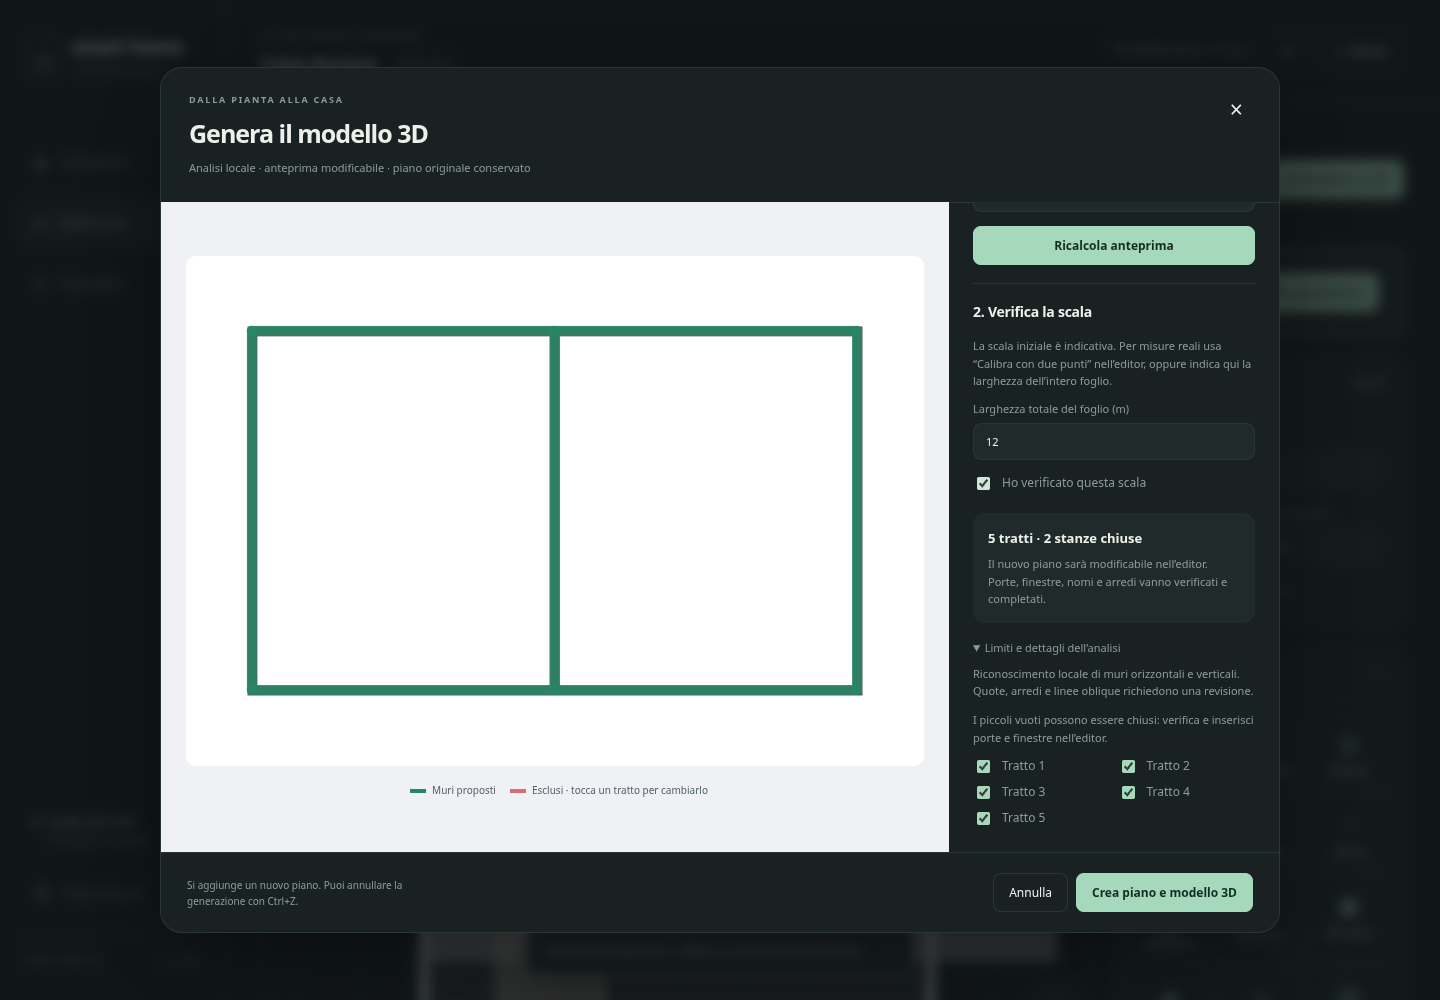 DALLA PIANTA ALLA CASA
Genera il modello 3D
Analisi locale · anteprima modificabile · piano originale conservato
×
Ricalcola anteprima
2. Verifica la scala
La scala iniziale è indicativa. Per misure reali usa
“Calibra con due punti” nell’editor, oppure indica qui la
larghezza dell’intero foglio.
Larghezza totale del foglio (m)
12
Ho verificato questa scala
5 tratti · 2 stanze chiuse
Il nuovo piano sarà modificabile nell’editor.
Porte, finestre, nomi e arredi vanno verificati e
completati.
Limiti e dettagli dell’analisi
Riconoscimento locale di muri orizzontali e verticali.
Quote, arredi e linee oblique richiedono una revisione.
I piccoli vuoti possono essere chiusi: verifica e inserisci
porte e finestre nell’editor.
Tratto 1
Tratto 2
Tratto 3
Tratto 4
Tratto 5
Muri proposti
Esclusi · tocca un tratto per cambiarlo
Si aggiunge un nuovo piano. Puoi annullare la
generazione con Ctrl+Z.
Annulla
Crea piano e modello 3D